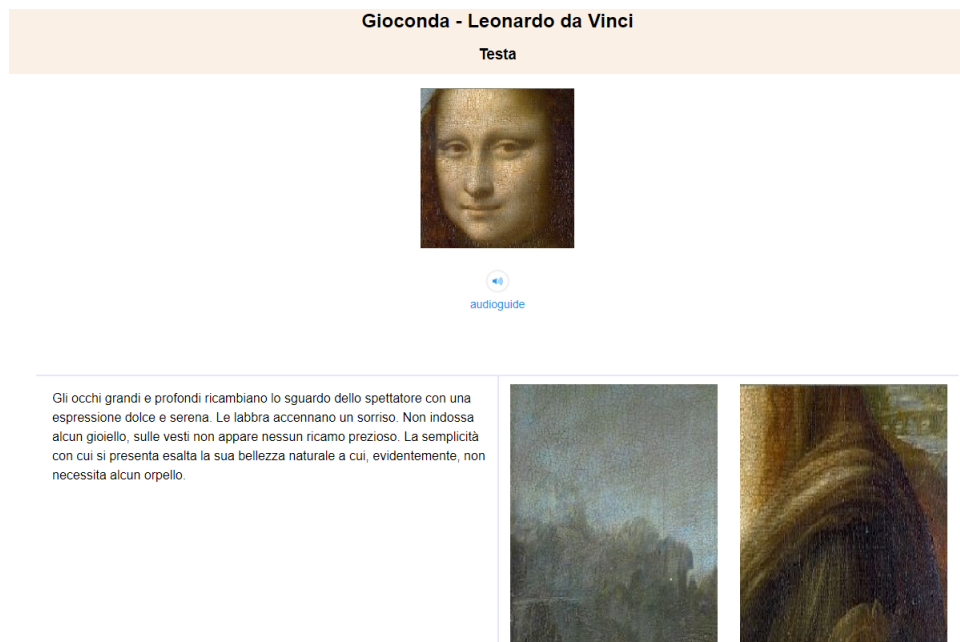 Gioconda - Leonardo da Vinci
Testa
audioguide
Gli occhi grandi e profondi ricambiano lo sguardo dello spettatore con una
espressione dolce e serena. Le labbra accennano un sorriso. Non indossa
alcun gioiello, sulle vesti non appare nessun ricamo prezioso. La semplicità
con cui si presenta esalta la sua bellezza naturale a cui, evidentemente, non
necessita alcun orpello.